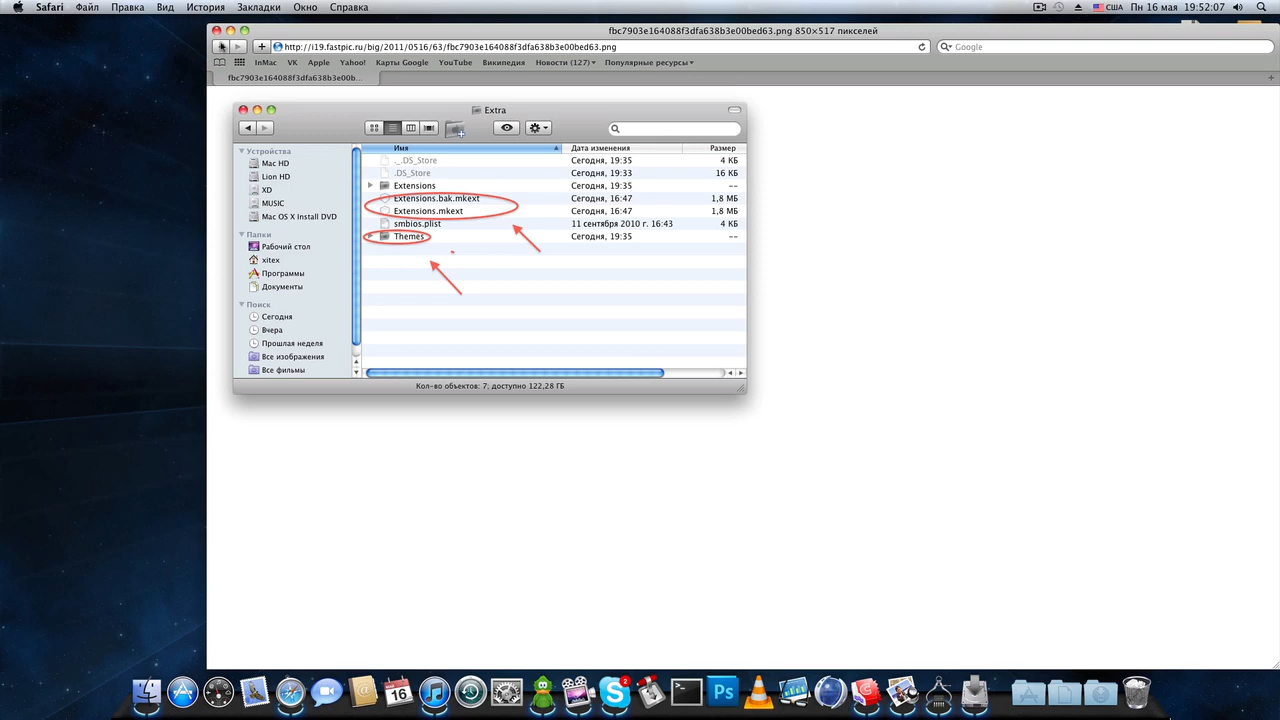 Safari Файл Правка Вид История Закладки Окно Справка США Пн 16 мая 19:52:07
fbc7903e164088f3dfa638b3e00bed63.png 850×517 пикселей
http://i19.fastpic.ru/big/2011/0516/63/fbc7903e164088f3dfa638b3e00bed63.png Google
InMac VK Apple Yahoo! Карты Google YouTube Википедия Новости (127) Популярные ресурсы
fbc7903e164088f3dfa638b3e00b...
Extra
Имя Дата изменения Размер
УСТРОЙСТВА
Mac HD
Lion HD
XD
MUSIC
Mac OS X Install DVD
Папки
Рабочий стол
xitex
Программы
Документы
Поиск
Сегодня
Вчера
Прошлая неделя
Все изображения
Все фильмы
._.DS_Store Сегодня, 19:35 4 КБ
.DS_Store Сегодня, 19:33 16 КБ
Extensions Сегодня, 19:35 --
Extensions.bak.mkext Сегодня, 16:47 1,8 МБ
Extensions.mkext Сегодня, 16:47 1,8 МБ
smbios.plist 11 сентября 2010 г. 16:43 4 КБ
Themes Сегодня, 19:35 --
Кол-во объектов: 7; доступно 122,28 ГБ
16
2
Ps